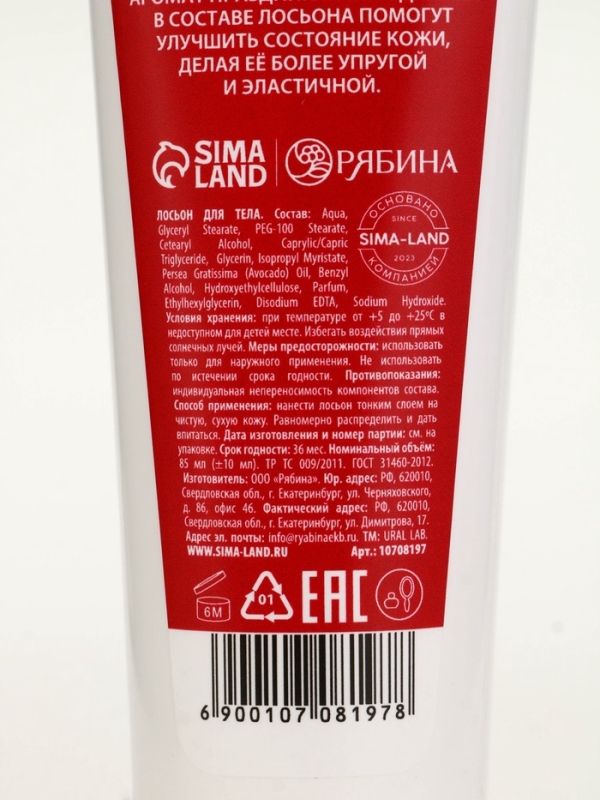 В СОСТАВЕ ЛОСЬОНА ПОМОГУТ
УЛУЧШИТЬ СОСТОЯНИЕ КОЖИ,
ДЕЛАЯ ЕЁ БОЛЕЕ УПРУГОЙ
И ЭЛАСТИЧНОЙ.
SIMA LAND
РЯБИНА
ОСНОВАНО
SINCE
SIMA-LAND
2023
КОМПАНИЕЙ
ЛОСЬОН ДЛЯ ТЕЛА. Состав: Aqua,
Glyceryl Stearate, PEG-100 Stearate,
Cetearyl Alcohol, Caprylic/Capric
Triglyceride, Glycerin, Isopropyl Myristate,
Persea Gratissima (Avocado) Oil, Benzyl
Alcohol, Hydroxyethylcellulose, Parfum,
Ethylhexylglycerin, Disodium EDTA, Sodium Hydroxide.
Условия хранения: при температуре от +5 до +25°С в
недоступном для детей месте. Избегать воздействия прямых
солнечных лучей. Меры предосторожности: использовать
только для наружного применения. Не использовать
по истечении срока годности. Противопоказания:
индивидуальная непереносимость компонентов состава.
Способ применения: нанести лосьон тонким слоем на
чистую, сухую кожу. Равномерно распределить и дать
впитаться. Дата изготовления и номер партии: см. на
упаковке. Срок годности: 36 мес. Номинальный объём:
85 мл (±10 мл). ТР ТС 009/2011. ГОСТ 31460-2012.
Изготовитель: ООО «Рябина». Юр. адрес: РФ, 620010,
Свердловская обл., г. Екатеринбург, ул. Черняховского,
д. 86, офис 46. Фактический адрес: РФ, 620010,
Свердловская обл., г. Екатеринбург, ул. Димитрова, 17.
Адрес эл. почты: info@ryabinaekb.ru. ТМ: URAL LAB.
WWW.SIMA-LAND.RU Арт.: 10708197
6M
01
EAC
6 900107 081978